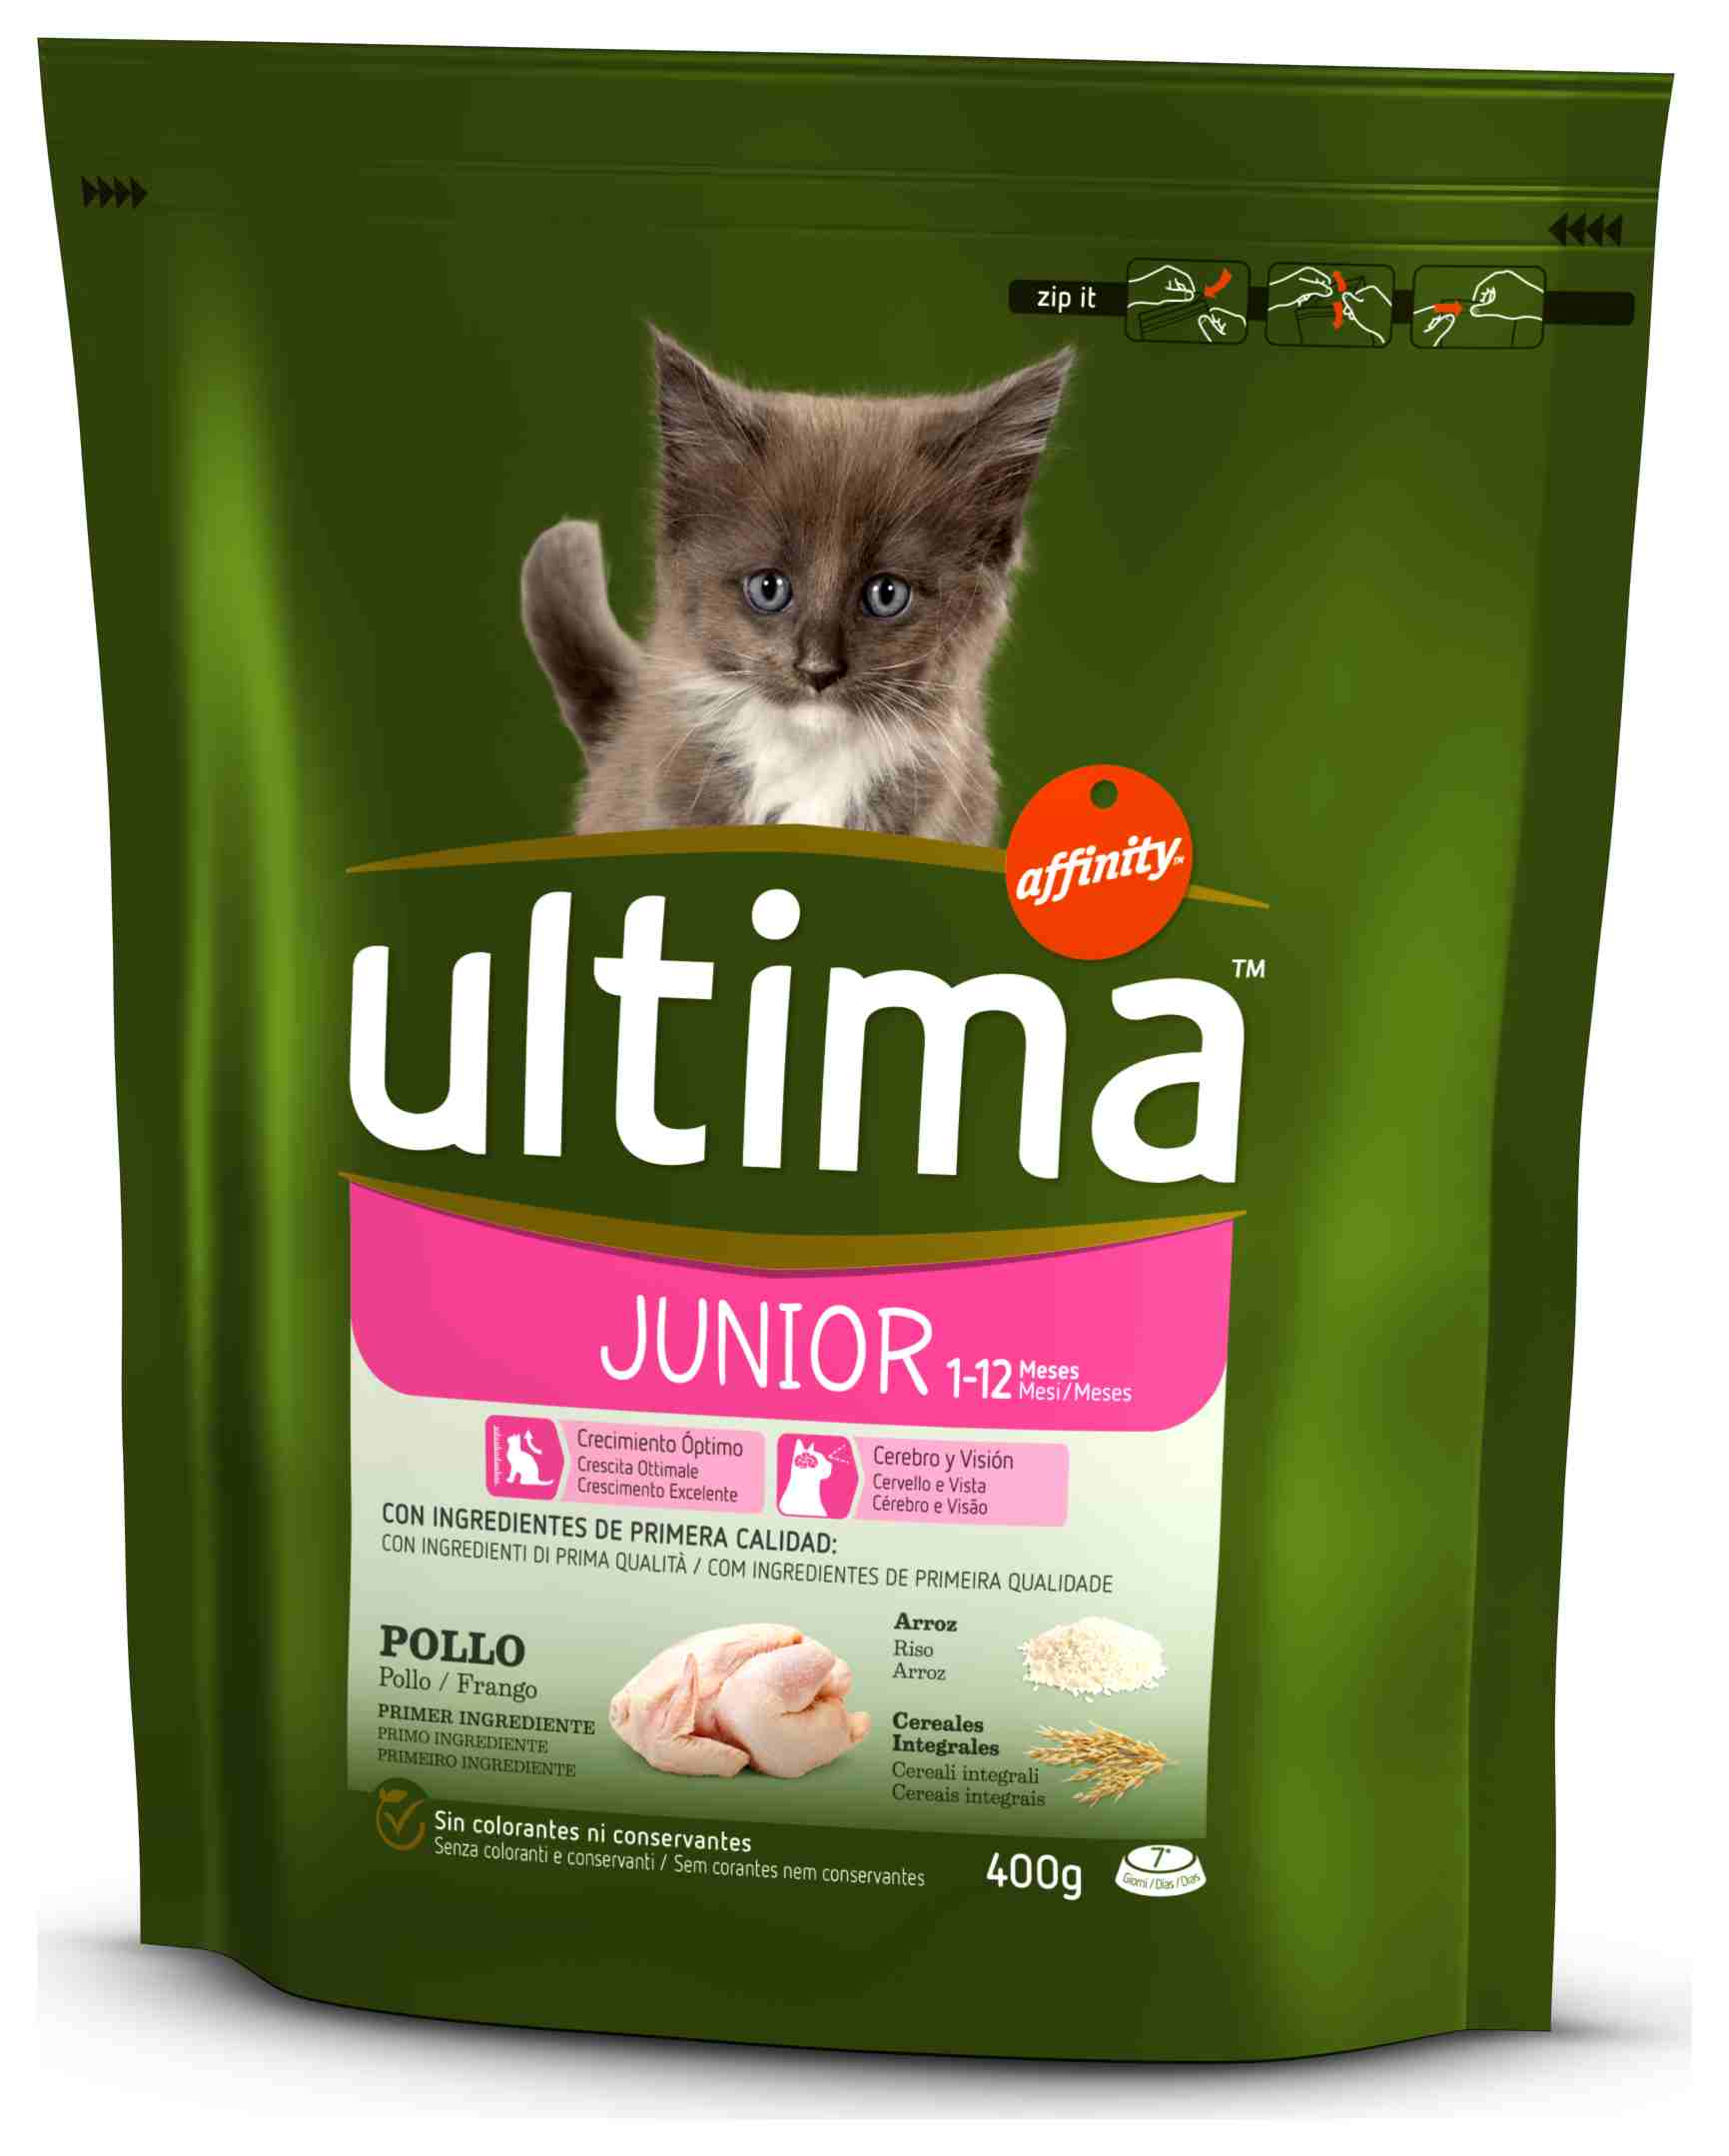 zip it
affinity™
ultima™
JUNIOR 1-12 Meses
Mesi/Meses
Crecimiento Óptimo
Crescita Ottimale
Crescimento Excelente
Cerebro y Visión
Cervello e Vista
Cérebro e Visão
CON INGREDIENTES DE PRIMERA CALIDAD:
CON INGREDIENTI DI PRIMA QUALITÀ / COM INGREDIENTES DE PRIMEIRA QUALIDADE
POLLO
Pollo / Frango
PRIMER INGREDIENTE
PRIMO INGREDIENTE
PRIMEIRO INGREDIENTE
Arroz
Riso
Arroz
Cereales
Integrales
Cereali integrali
Cereais integrais
Sin colorantes ni conservantes
Senza coloranti e conservanti / Sem corantes nem conservantes
400g
7*
Giorni / Días / Dias